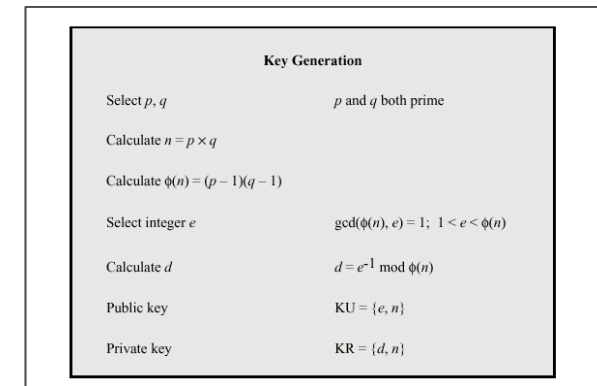 Key Generation
Select p, q p and q both prime
Calculate n = p × q
Calculate ϕ(n) = (p – 1)(q – 1)
Select integer e gcd(ϕ(n), e) = 1; 1 < e < ϕ(n)
Calculate d d = e⁻¹ mod ϕ(n)
Public key KU = {e, n}
Private key KR = {d, n}